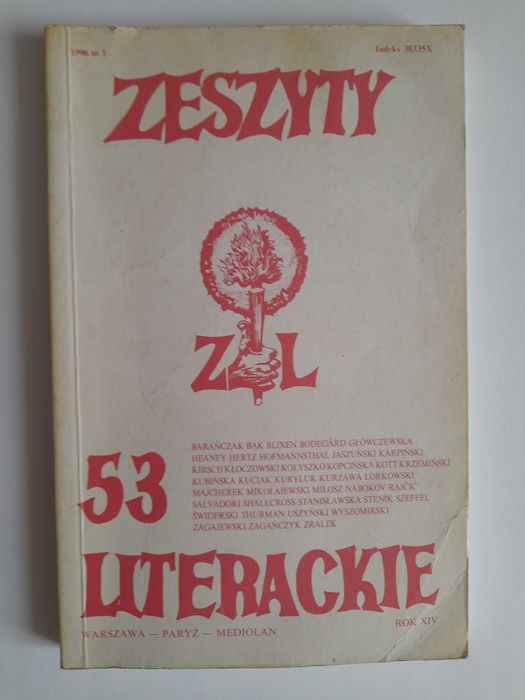 1996 nr 1 Indeks 38335X
ZESZYTY
Z L
53
BARAŃCZAK BĄK BLIXEN BODEGÅRD GŁÓWCZEWSKA
HEANEY HERTZ HOFMANNSTHAL JASZUŃSKI KARPIŃSKI
KIRSCH KŁOCZOWSKI KOŁYSZKO KOPCIŃSKA KOTT KRZEMIŃSKI
KUBIŃSKA KUCIAK KURYLUK KURZAWA LORKOWSKI
MAJCHEREK MIKOŁAJEWSKI MIŁOSZ NABOKOV RAJČIĆ
SALVADORI SHALLCROSS STANISŁAWSKA STENIK SZEFFEL
ŚWIDERSKI THURMAN USZYŃSKI WYSZOMIRSKI
ZAGAJEWSKI ZAGAŃCZYK ZRALEK
LITERACKIE
WARSZAWA — PARYŻ — MEDIOLAN ROK XIV